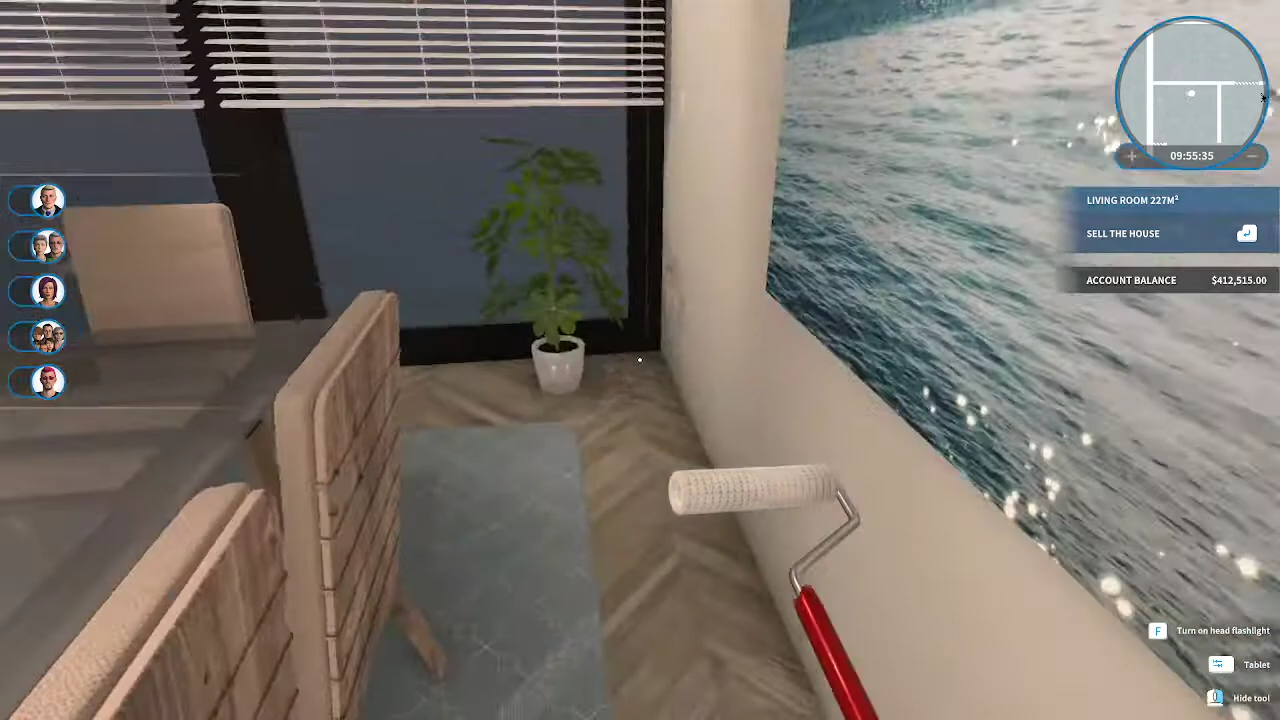 09:55:35
LIVING ROOM 227M²
SELL THE HOUSE
ACCOUNT BALANCE $412,515.00
F Turn on head flashlight
Tablet
Hide tool